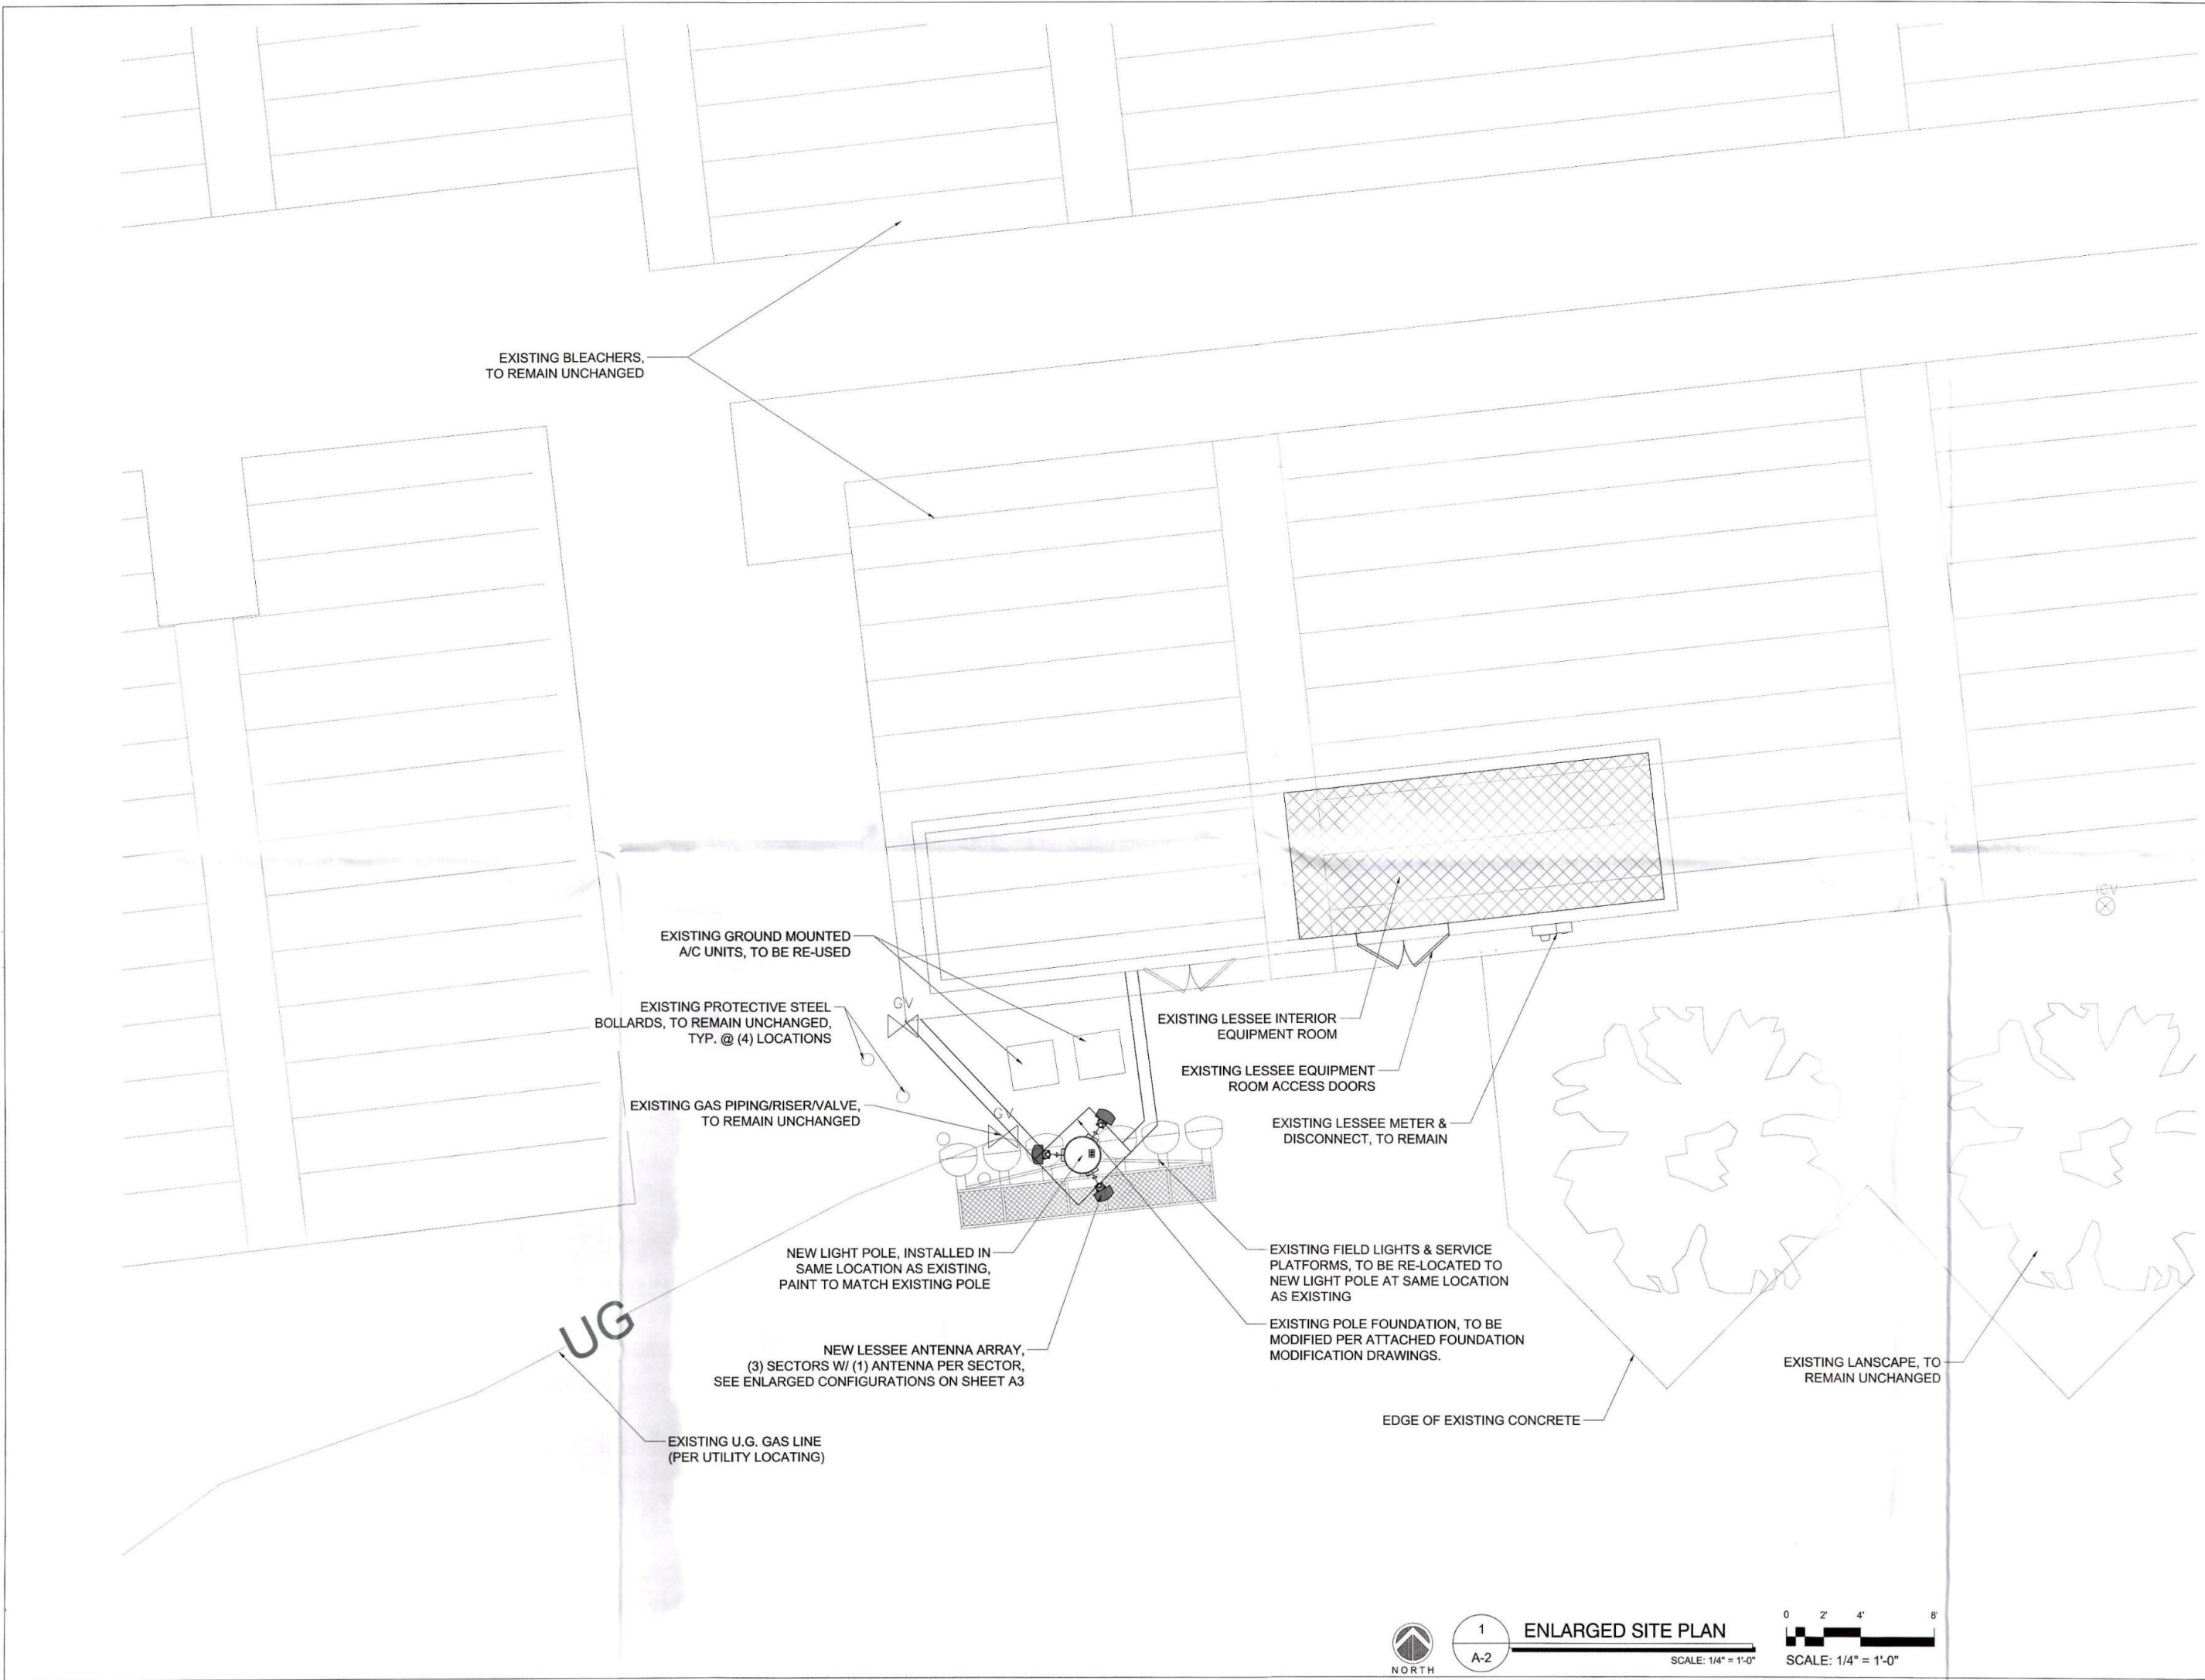 EXISTING BLEACHERS,
TO REMAIN UNCHANGED
ICV
EXISTING GROUND MOUNTED
A/C UNITS, TO BE RE-USED
GV
EXISTING PROTECTIVE STEEL
BOLLARDS, TO REMAIN UNCHANGED,
TYP. @ (4) LOCATIONS
EXISTING LESSEE INTERIOR
EQUIPMENT ROOM
EXISTING LESSEE EQUIPMENT
ROOM ACCESS DOORS
EXISTING GAS PIPING/RISER/VALVE,
TO REMAIN UNCHANGED
GV
EXISTING LESSEE METER &
DISCONNECT, TO REMAIN
NEW LIGHT POLE, INSTALLED IN
SAME LOCATION AS EXISTING,
PAINT TO MATCH EXISTING POLE
EXISTING FIELD LIGHTS & SERVICE
PLATFORMS, TO BE RE-LOCATED TO
NEW LIGHT POLE AT SAME LOCATION
AS EXISTING
UG
EXISTING POLE FOUNDATION, TO BE
MODIFIED PER ATTACHED FOUNDATION
MODIFICATION DRAWINGS.
NEW LESSEE ANTENNA ARRAY,
(3) SECTORS W/ (1) ANTENNA PER SECTOR,
SEE ENLARGED CONFIGURATIONS ON SHEET A3
EXISTING LANSCAPE, TO
REMAIN UNCHANGED
EDGE OF EXISTING CONCRETE
EXISTING U.G. GAS LINE
(PER UTILITY LOCATING)
NORTH
1
A-2
ENLARGED SITE PLAN
SCALE: 1/4" = 1'-0"
0 2' 4' 8'
SCALE: 1/4" = 1'-0"